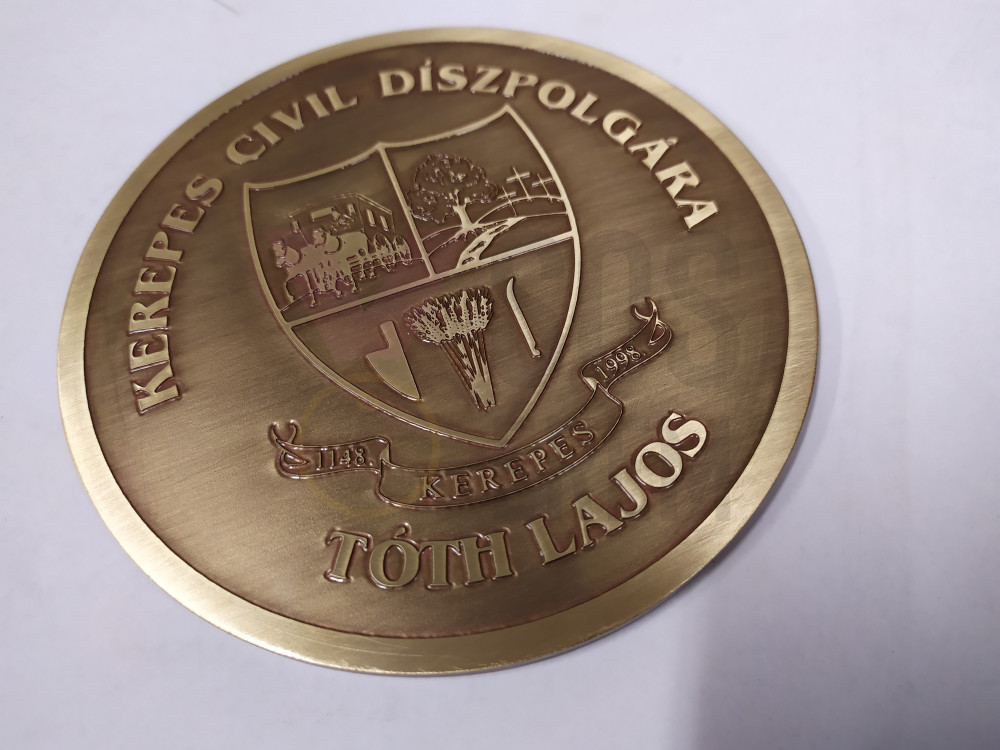 KEREPES CIVIL DÍSZPOLGÁRA
1148.
KEREPES
1998.
TÓTH LAJOS